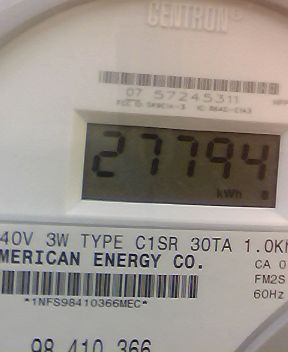 CENTRON®
07 57245311
27794
kWh
40V 3W TYPE C1SR 30TA 1.0K
MERICAN ENERGY CO.
CA 0
FM2S
60Hz
*1NFS98410366MEC*
98 410 366